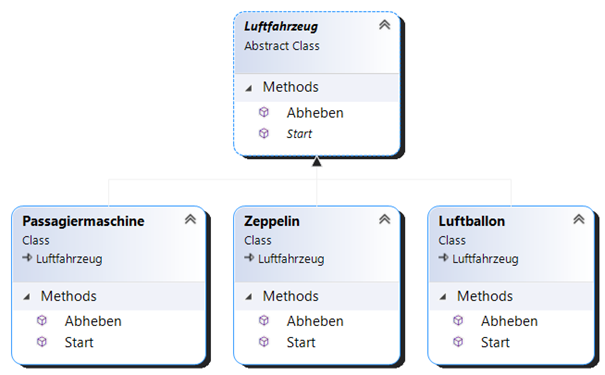 Luftfahrzeug
Abstract Class
Methods
Abheben
Start
Passagiermaschine
Class
Luftfahrzeug
Methods
Abheben
Start
Zeppelin
Class
Luftfahrzeug
Methods
Abheben
Start
Luftballon
Class
Luftfahrzeug
Methods
Abheben
Start